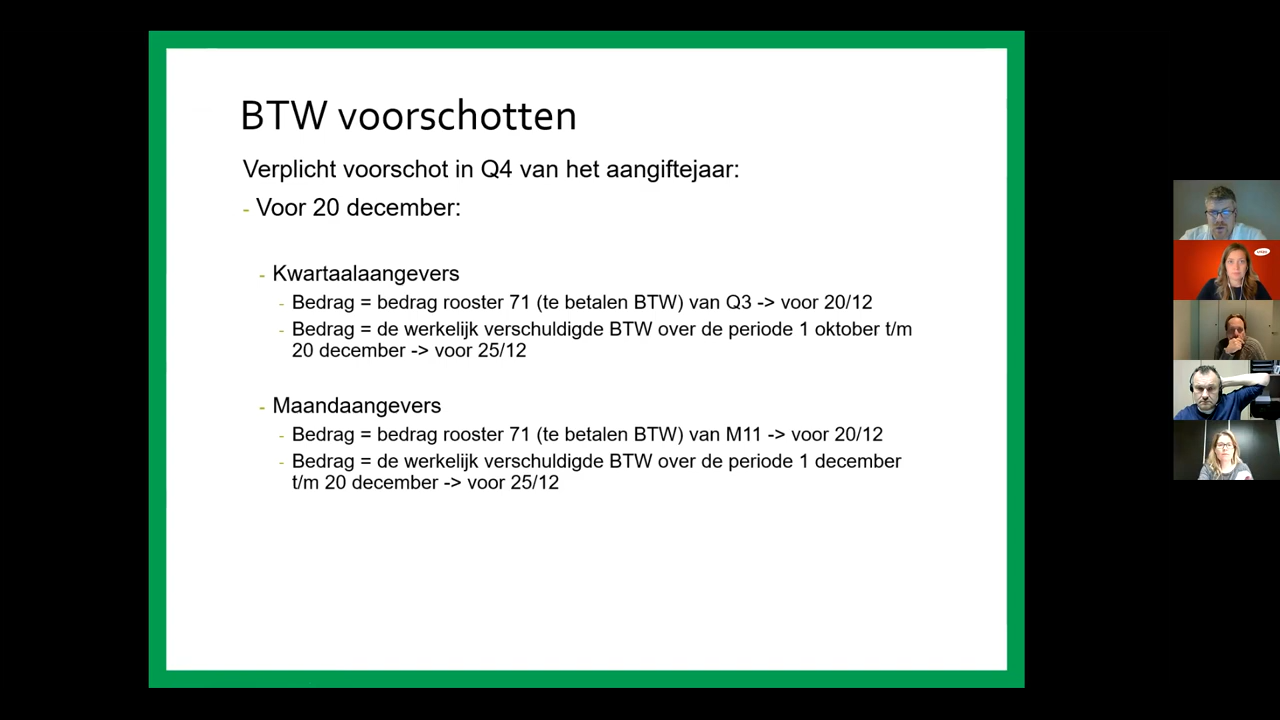 BTW voorschotten
Verplicht voorschot in Q4 van het aangiftejaar:
- Voor 20 december:
- Kwartaalaangevers
- Bedrag = bedrag rooster 71 (te betalen BTW) van Q3 -> voor 20/12
- Bedrag = de werkelijk verschuldigde BTW over de periode 1 oktober t/m
20 december -> voor 25/12
- Maandaangevers
- Bedrag = bedrag rooster 71 (te betalen BTW) van M11 -> voor 20/12
- Bedrag = de werkelijk verschuldigde BTW over de periode 1 december
t/m 20 december -> voor 25/12